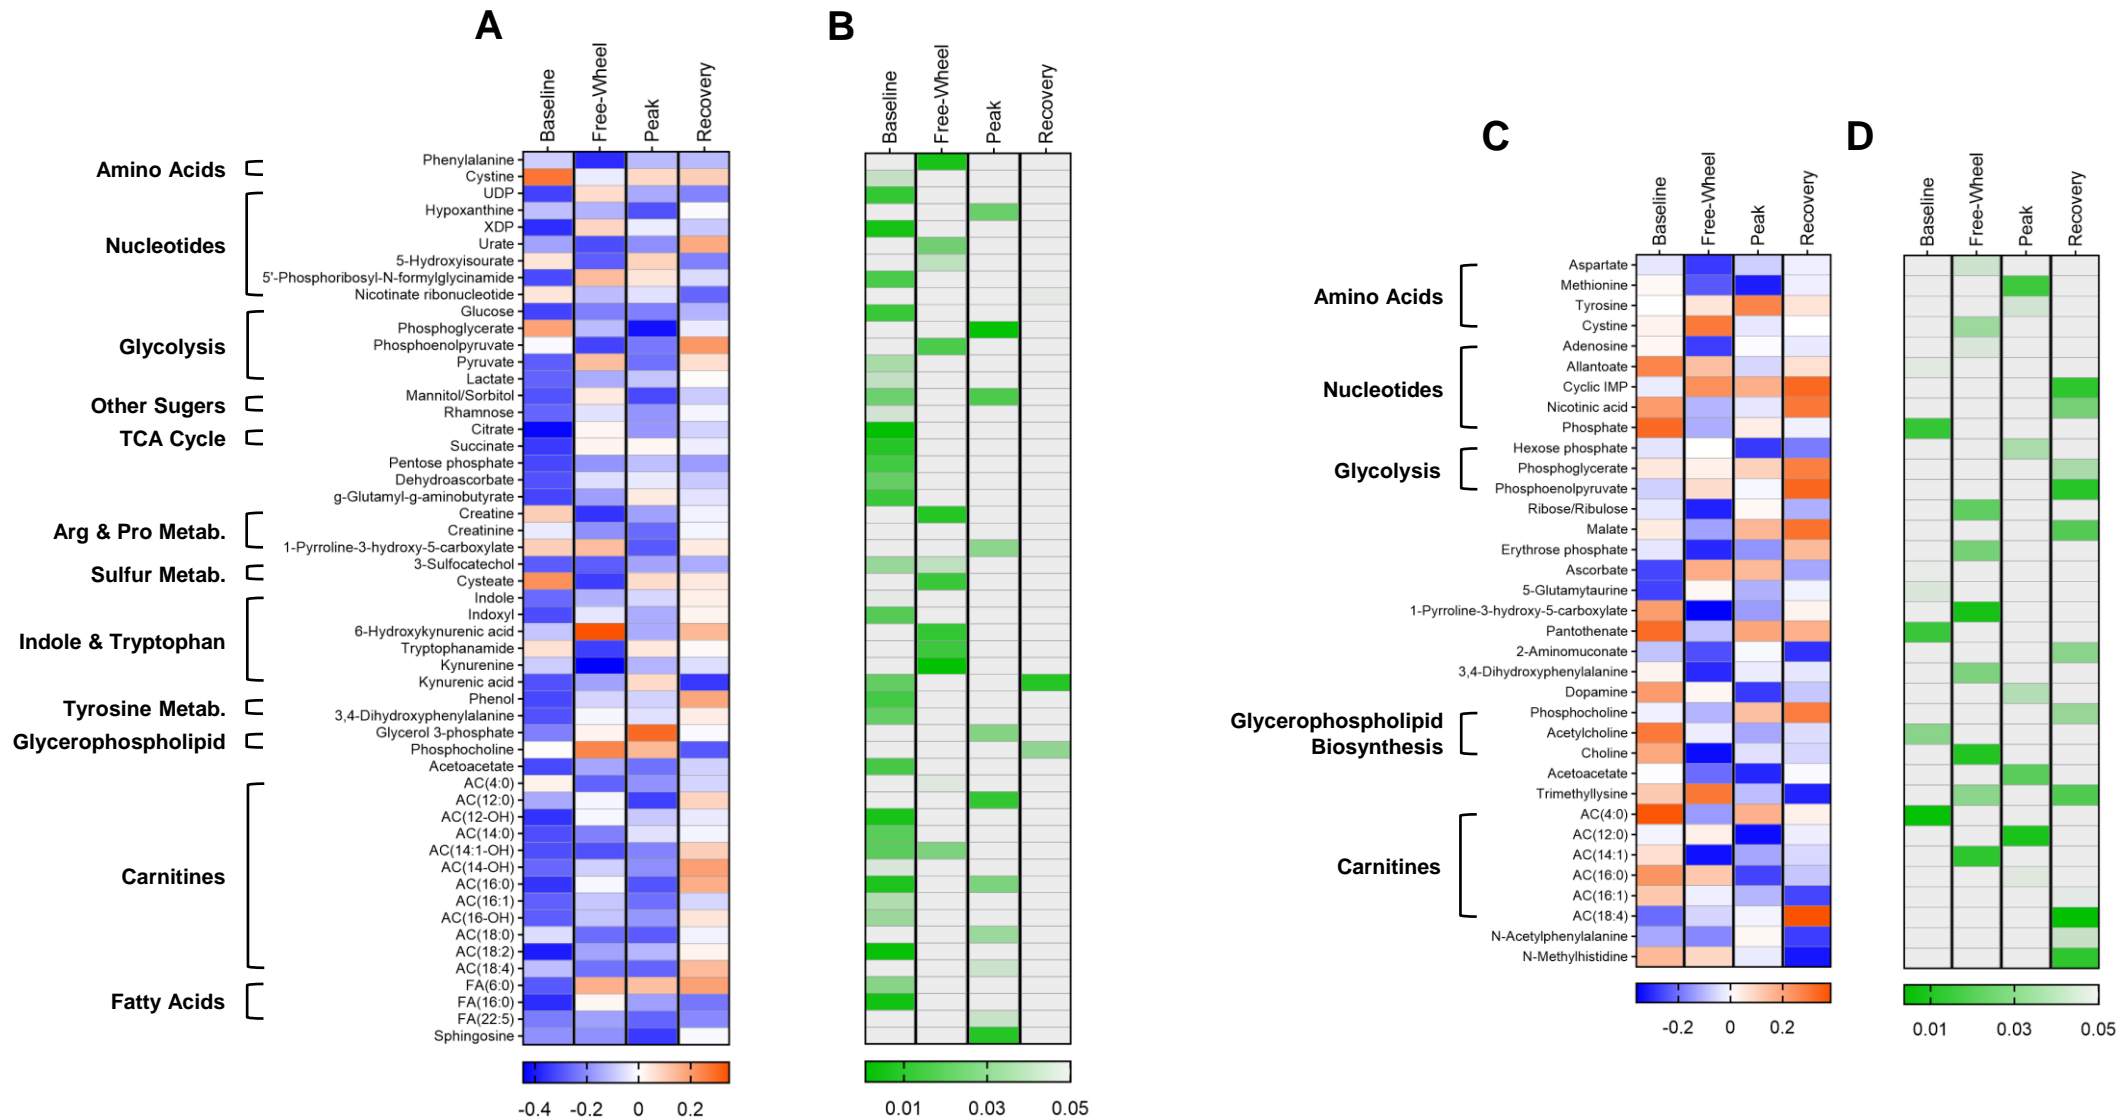 A
B
Baseline
Free-Wheel
Peak
Recovery
Baseline
Free-Wheel
Peak
Recovery
Amino Acids
Nucleotides
Glycolysis
Other Sugers
TCA Cycle
Arg & Pro Metab.
Sulfur Metab.
Indole & Tryptophan
Tyrosine Metab.
Glycerophospholipid
Carnitines
Fatty Acids
Phenylalanine
Cystine
UDP
Hypoxanthine
XDP
Urate
5-Hydroxyisourate
5'-Phosphoribosyl-N-formylglycinamide
Nicotinate ribonucleotide
Glucose
Phosphoglycerate
Phosphoenolpyruvate
Pyruvate
Lactate
Mannitol/Sorbitol
Rhamnose
Citrate
Succinate
Pentose phosphate
Dehydroascorbate
g-Glutamyl-g-aminobutyrate
Creatine
Creatinine
1-Pyrroline-3-hydroxy-5-carboxylate
3-Sulfocatechol
Cysteate
Indole
Indoxyl
6-Hydroxykynurenic acid
Tryptophanamide
Kynurenine
Kynurenic acid
Phenol
3,4-Dihydroxyphenylalanine
Glycerol 3-phosphate
Phosphocholine
Acetoacetate
AC(4:0)
AC(12:0)
AC(12-OH)
AC(14:0)
AC(14:1-OH)
AC(14-OH)
AC(16:0)
AC(16:1)
AC(16-OH)
AC(18:0)
AC(18:2)
AC(18:4)
FA(6:0)
FA(16:0)
FA(22:5)
Sphingosine
-0.4 -0.2 0 0.2
0.01 0.03 0.05
C
D
Baseline
Free-Wheel
Peak
Recovery
Baseline
Free-Wheel
Peak
Recovery
Amino Acids
Nucleotides
Glycolysis
Glycerophospholipid
Biosynthesis
Carnitines
Aspartate
Methionine
Tyrosine
Cystine
Adenosine
Allantoate
Cyclic IMP
Nicotinic acid
Phosphate
Hexose phosphate
Phosphoglycerate
Phosphoenolpyruvate
Ribose/Ribulose
Malate
Erythrose phosphate
Ascorbate
5-Glutamytaurine
1-Pyrroline-3-hydroxy-5-carboxylate
Pantothenate
2-Aminomuconate
3,4-Dihydroxyphenylalanine
Dopamine
Phosphocholine
Acetylcholine
Choline
Acetoacetate
Trimethyllysine
AC(4:0)
AC(12:0)
AC(14:1)
AC(16:0)
AC(16:1)
AC(18:4)
N-Acetylphenylalanine
N-Methylhistidine
-0.2 0 0.2
0.01 0.03 0.05